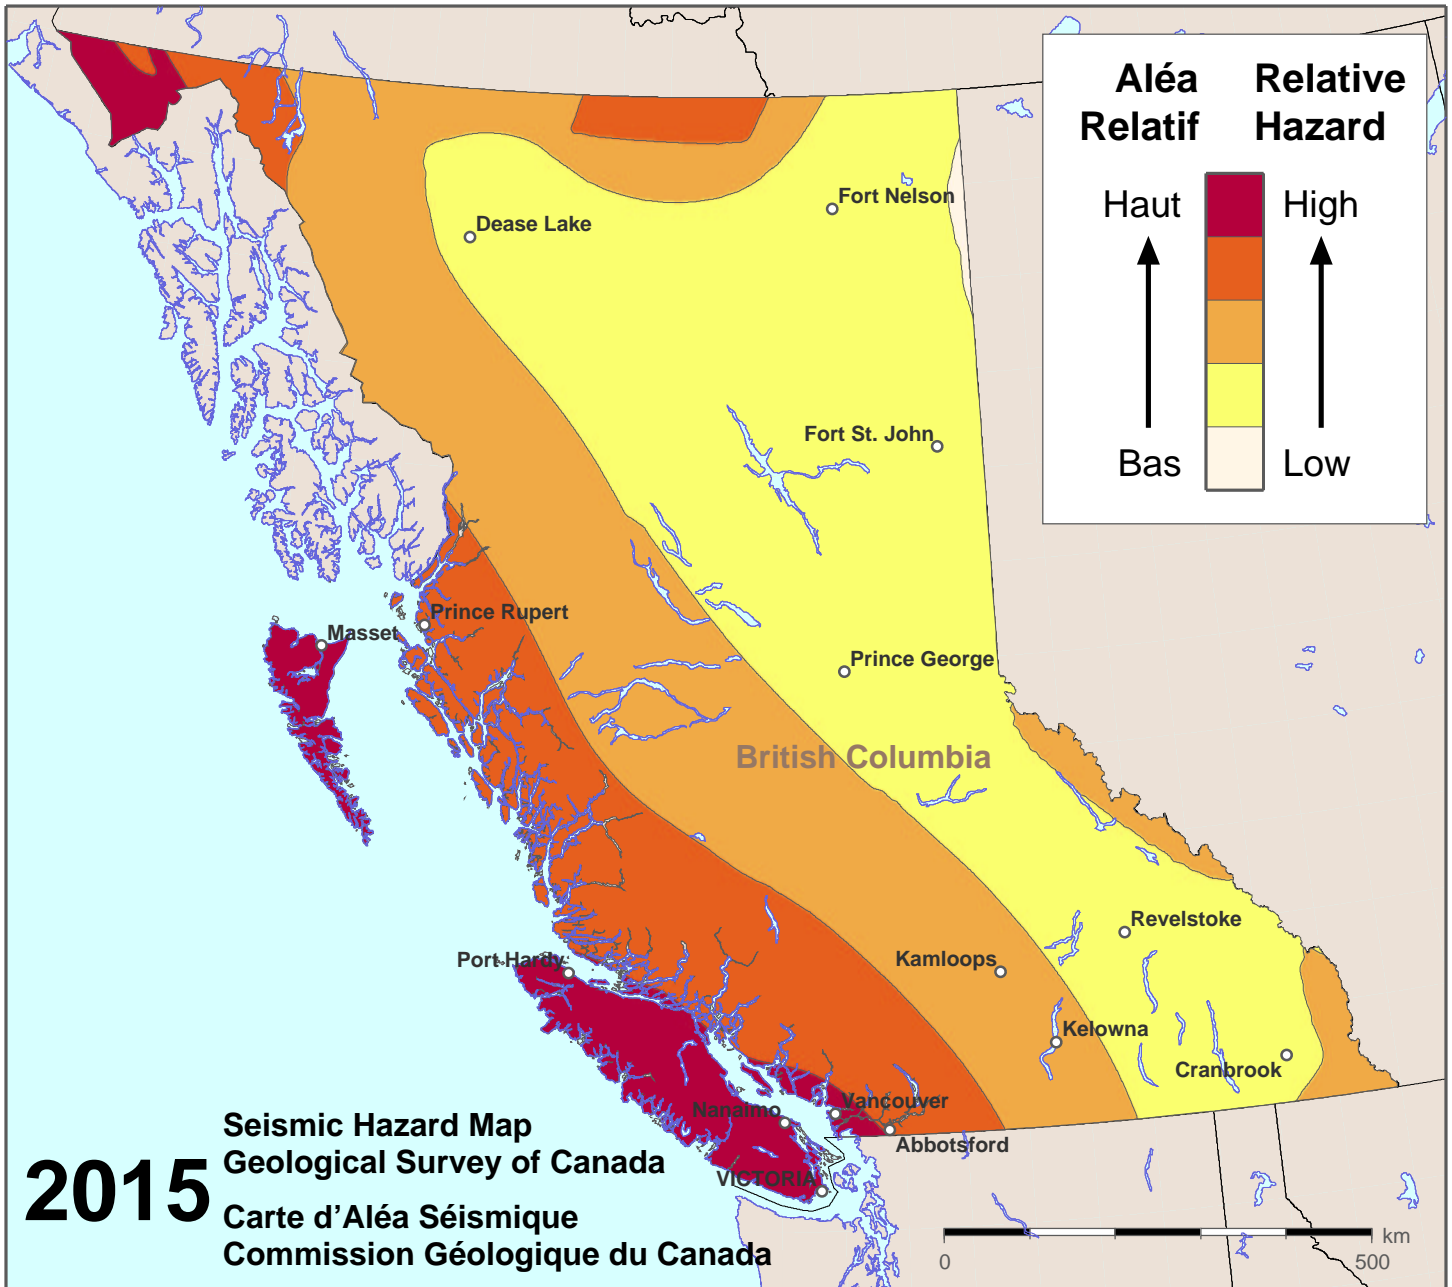 Aléa Relatif
Relative Hazard
Haut
High
Bas
Low
Fort Nelson
Dease Lake
Fort St. John
Prince Rupert
Masset
Prince George
British Columbia
Revelstoke
Kamloops
Port Hardy
Kelowna
Cranbrook
Vancouver
Nanaimo
Abbotsford
VICTORIA
2015
Seismic Hazard Map
Geological Survey of Canada
Carte d'Aléa Séismique
Commission Géologique du Canada
km
0
500